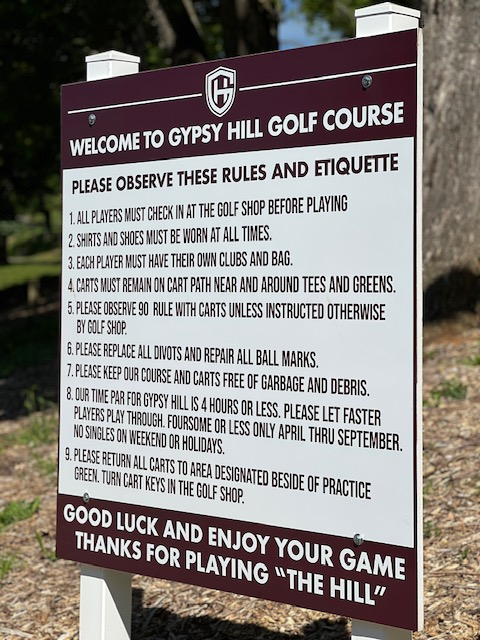 WELCOME TO GYPSY HILL GOLF COURSE
PLEASE OBSERVE THESE RULES AND ETIQUETTE
1. ALL PLAYERS MUST CHECK IN AT THE GOLF SHOP BEFORE PLAYING
2. SHIRTS AND SHOES MUST BE WORN AT ALL TIMES.
3. EACH PLAYER MUST HAVE THEIR OWN CLUBS AND BAG.
4. CARTS MUST REMAIN ON CART PATH NEAR AND AROUND TEES AND GREENS.
5. PLEASE OBSERVE 90 RULE WITH CARTS UNLESS INSTRUCTED OTHERWISE
BY GOLF SHOP.
6. PLEASE REPLACE ALL DIVOTS AND REPAIR ALL BALL MARKS.
7. PLEASE KEEP OUR COURSE AND CARTS FREE OF GARBAGE AND DEBRIS.
8. OUR TIME PAR FOR GYPSY HILL IS 4 HOURS OR LESS. PLEASE LET FASTER
PLAYERS PLAY THROUGH. FOURSOME OR LESS ONLY APRIL THRU SEPTEMBER.
NO SINGLES ON WEEKEND OR HOLIDAYS.
9. PLEASE RETURN ALL CARTS TO AREA DESIGNATED BESIDE OF PRACTICE
GREEN. TURN CART KEYS IN THE GOLF SHOP.
GOOD LUCK AND ENJOY YOUR GAME
THANKS FOR PLAYING "THE HILL"